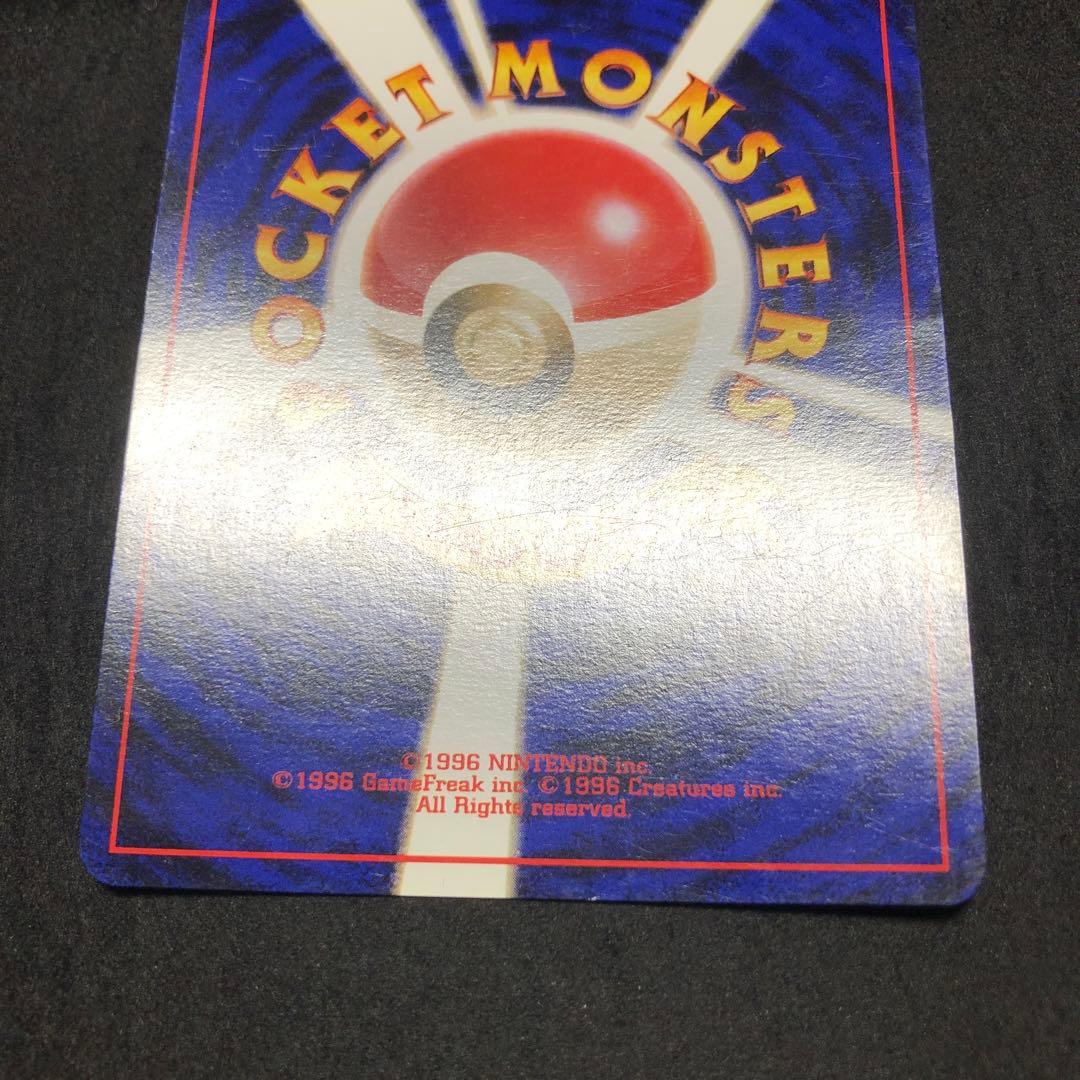 POCKET MONSTERS
©1996 NINTENDO inc.
©1996 GameFreak inc. ©1996 Creatures inc.
All Rights reserved.